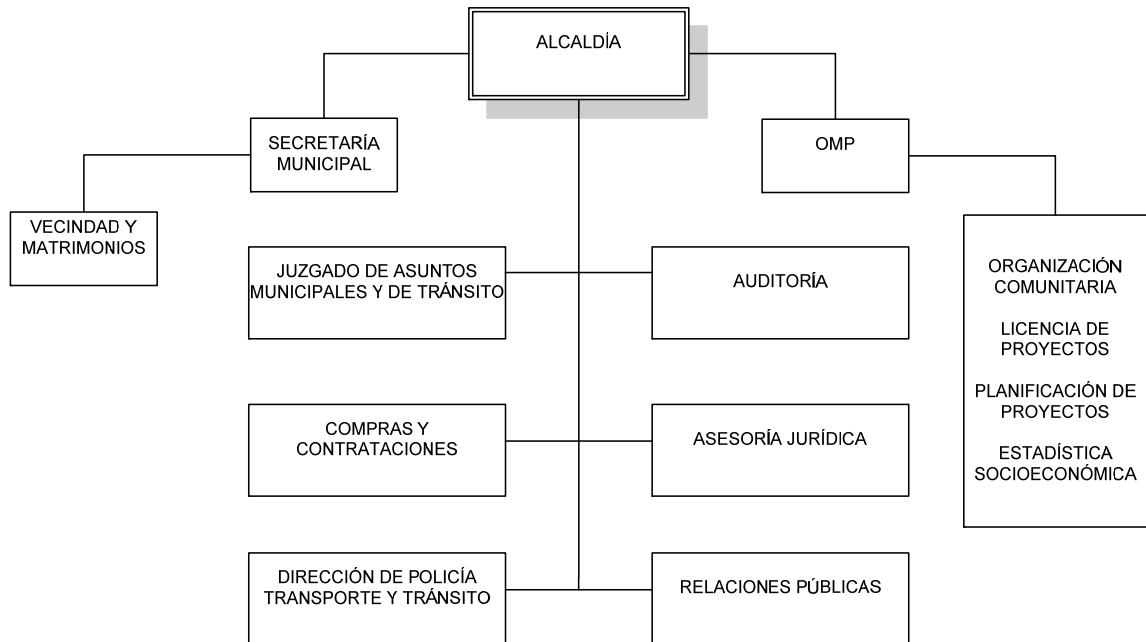 ALCALDÍA
SECRETARÍA
MUNICIPAL
OMP
VECINDAD Y
MATRIMONIOS
JUZGADO DE ASUNTOS
MUNICIPALES Y DE TRÁNSITO
AUDITORÍA
ORGANIZACIÓN
COMUNITARIA
LICENCIA DE
PROYECTOS
PLANIFICACIÓN DE
PROYECTOS
ESTADÍSTICA
SOCIOECONÓMICA
COMPRAS Y
CONTRATACIONES
ASESORÍA JURÍDICA
DIRECCIÓN DE POLICÍA
TRANSPORTE Y TRÁNSITO
RELACIONES PÚBLICAS